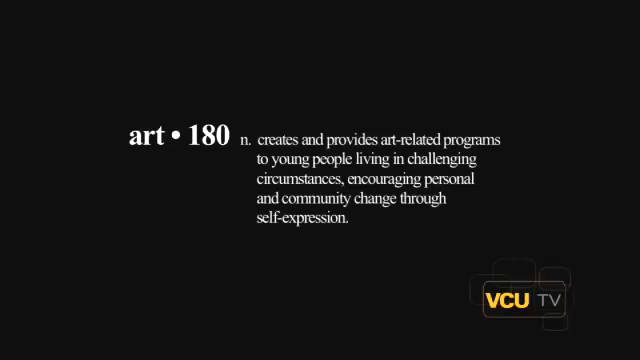 art • 180 n. creates and provides art-related programs
to young people living in challenging
circumstances, encouraging personal
and community change through
self-expression.
VCU TV